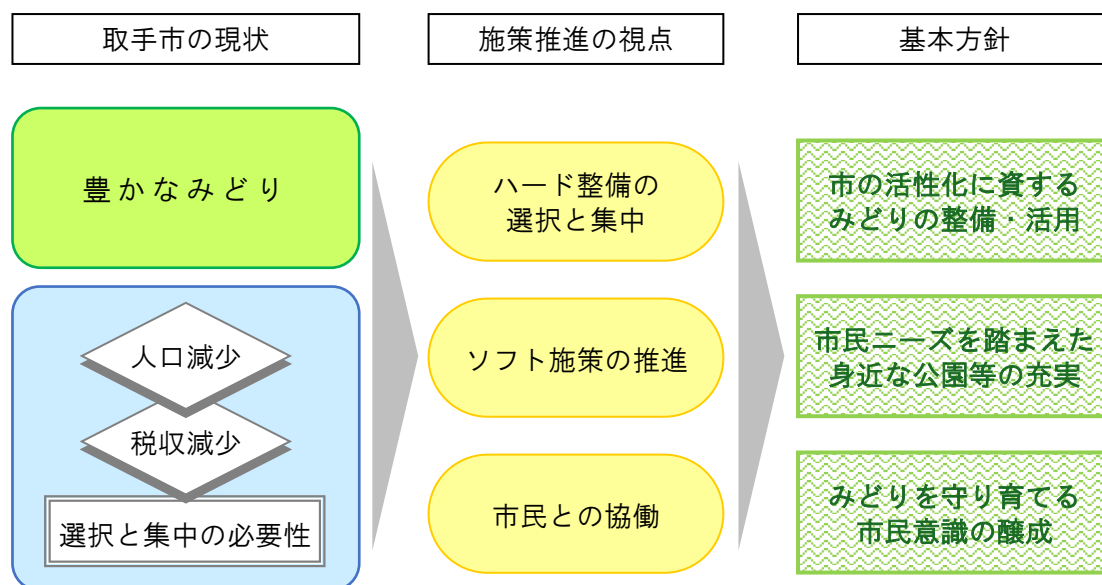 取手市の現状
施策推進の視点
基本方針
豊かなみどり
人口減少
税収減少
選択と集中の必要性
ハード整備の
選択と集中
ソフト施策の推進
市民との協働
市の活性化に資する
みどりの整備・活用
市民ニーズを踏まえた
身近な公園等の充実
みどりを守り育てる
市民意識の醸成